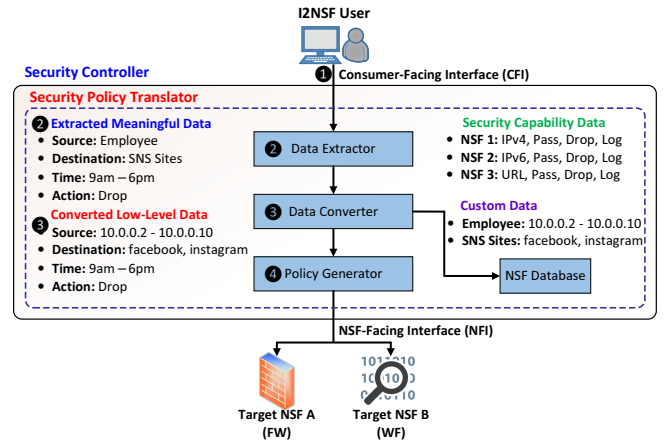 I2NSF User
Security Controller
❶ Consumer-Facing Interface (CFI)
Security Policy Translator
❷ Extracted Meaningful Data
• Source: Employee
• Destination: SNS Sites
• Time: 9am – 6pm
• Action: Drop
❸ Converted Low-Level Data
• Source: 10.0.0.2 - 10.0.0.10
• Destination: facebook, instagram
• Time: 9am – 6pm
• Action: Drop
❷ Data Extractor
❸ Data Converter
❹ Policy Generator
Security Capability Data
• NSF 1: IPv4, Pass, Drop, Log
• NSF 2: IPv6, Pass, Drop, Log
• NSF 3: URL, Pass, Drop, Log
Custom Data
• Employee: 10.0.0.2 - 10.0.0.10
• SNS Sites: facebook, instagram
NSF Database
NSF-Facing Interface (NFI)
1011010
Target NSF A
(FW)
Target NSF B
(WF)